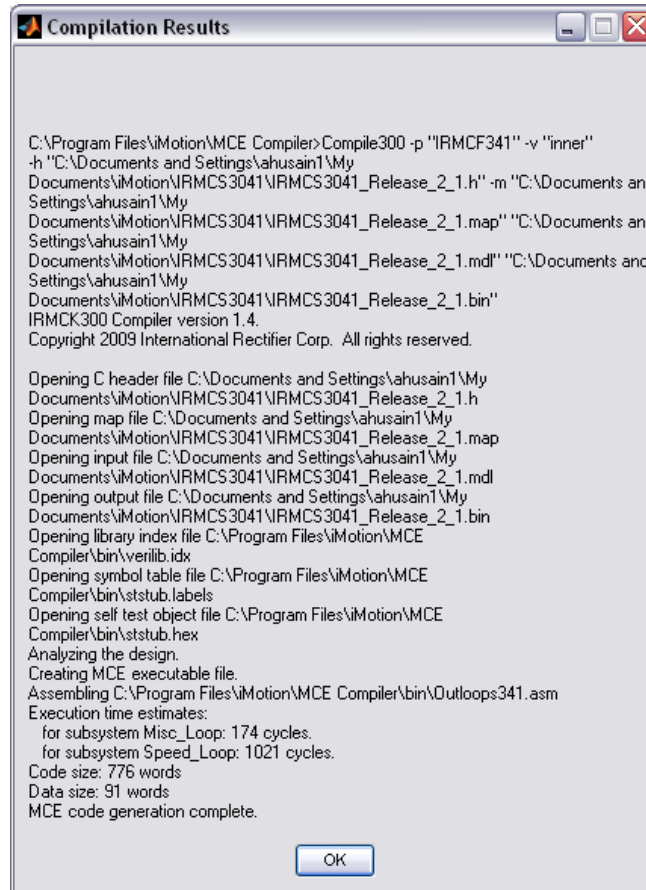 Compilation Results
C:\Program Files\iMotion\MCE Compiler>Compile300 -p "IRMCF341" -v "inner"
-h "C:\Documents and Settings\ahusain1\My
Documents\iMotion\IRMCS3041\IRMCS3041_Release_2_1.h" -m "C:\Documents an
Settings\ahusain1\My
Documents\iMotion\IRMCS3041\IRMCS3041_Release_2_1.map" "C:\Documents an
Settings\ahusain1\My
Documents\iMotion\IRMCS3041\IRMCS3041_Release_2_1.mdl" "C:\Documents and
Settings\ahusain1\My
Documents\iMotion\IRMCS3041\IRMCS3041_Release_2_1.bin"
IRMCK300 Compiler version 1.4.
Copyright 2009 International Rectifier Corp.  All rights reserved.
Opening C header file C:\Documents and Settings\ahusain1\My
Documents\iMotion\IRMCS3041\IRMCS3041_Release_2_1.h
Opening map file C:\Documents and Settings\ahusain1\My
Documents\iMotion\IRMCS3041\IRMCS3041_Release_2_1.map
Opening input file C:\Documents and Settings\ahusain1\My
Documents\iMotion\IRMCS3041\IRMCS3041_Release_2_1.mdl
Opening output file C:\Documents and Settings\ahusain1\My
Documents\iMotion\IRMCS3041\IRMCS3041_Release_2_1.bin
Opening library index file C:\Program Files\iMotion\MCE
Compiler\bin\verilib.idx
Opening symbol table file C:\Program Files\iMotion\MCE
Compiler\bin\ststub.labels
Opening self test object file C:\Program Files\iMotion\MCE
Compiler\bin\ststub.hex
Analyzing the design.
Creating MCE executable file.
Assembling C:\Program Files\iMotion\MCE Compiler\bin\Outloops341.asm
Execution time estimates:
for subsystem Misc_Loop: 174 cycles.
for subsystem Speed_Loop: 1021 cycles.
Code size: 776 words
Data size: 91 words
MCE code generation complete.
OK